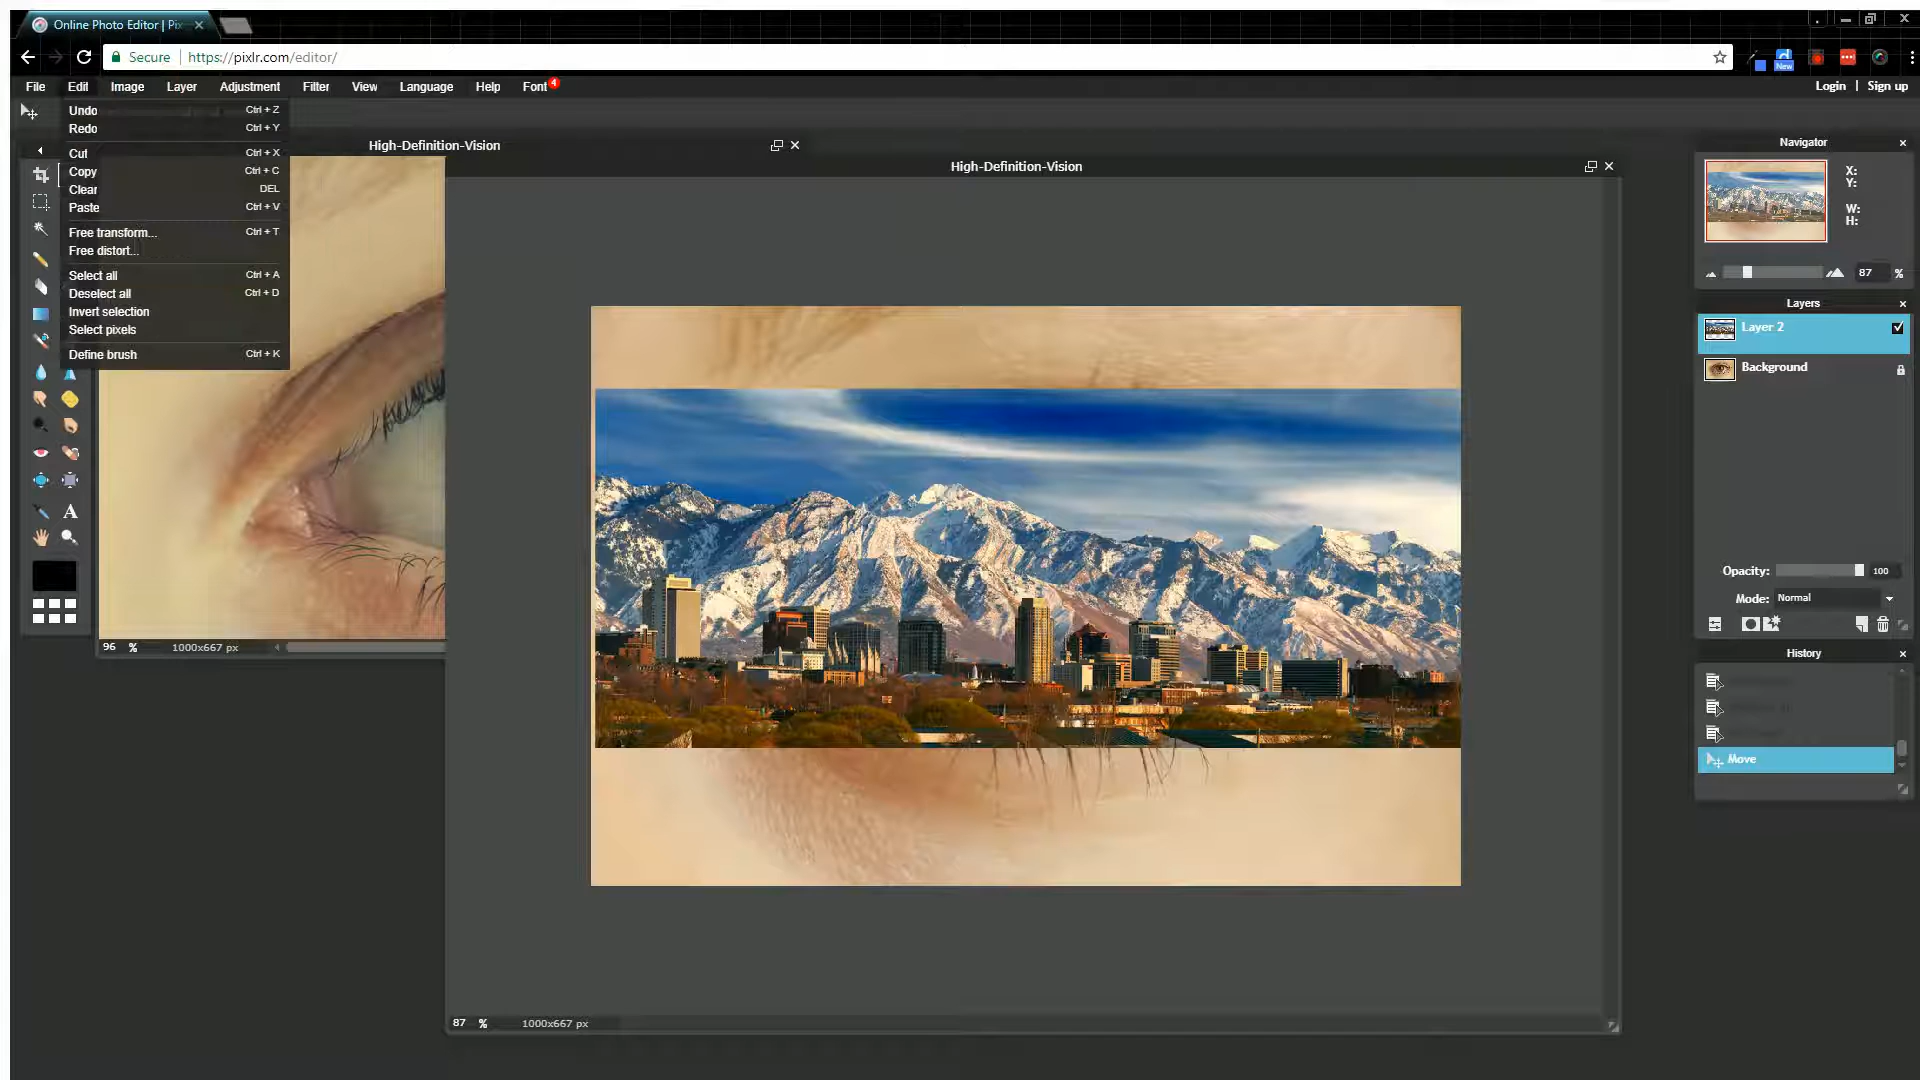 Online Photo Editor | Pix
Secure https://pixlr.com/editor/
New
File Edit Image Layer Adjustment Filter View Language Help Font 4
Login | Sign up
Undo Ctrl + Z
Redo Ctrl + Y
Cut Ctrl + X
Copy Ctrl + C
Clear DEL
Paste Ctrl + V
Free transform... Ctrl + T
Free distort...
Select all Ctrl + A
Deselect all Ctrl + D
Invert selection
Select pixels
Define brush Ctrl + K
High-Definition-Vision
96 % 1000x667 px
High-Definition-Vision
87 % 1000x667 px
Navigator
X:
Y:
W:
H:
87 %
Layers
Layer 2
Background
Opacity: 100
Mode: Normal
History
Move